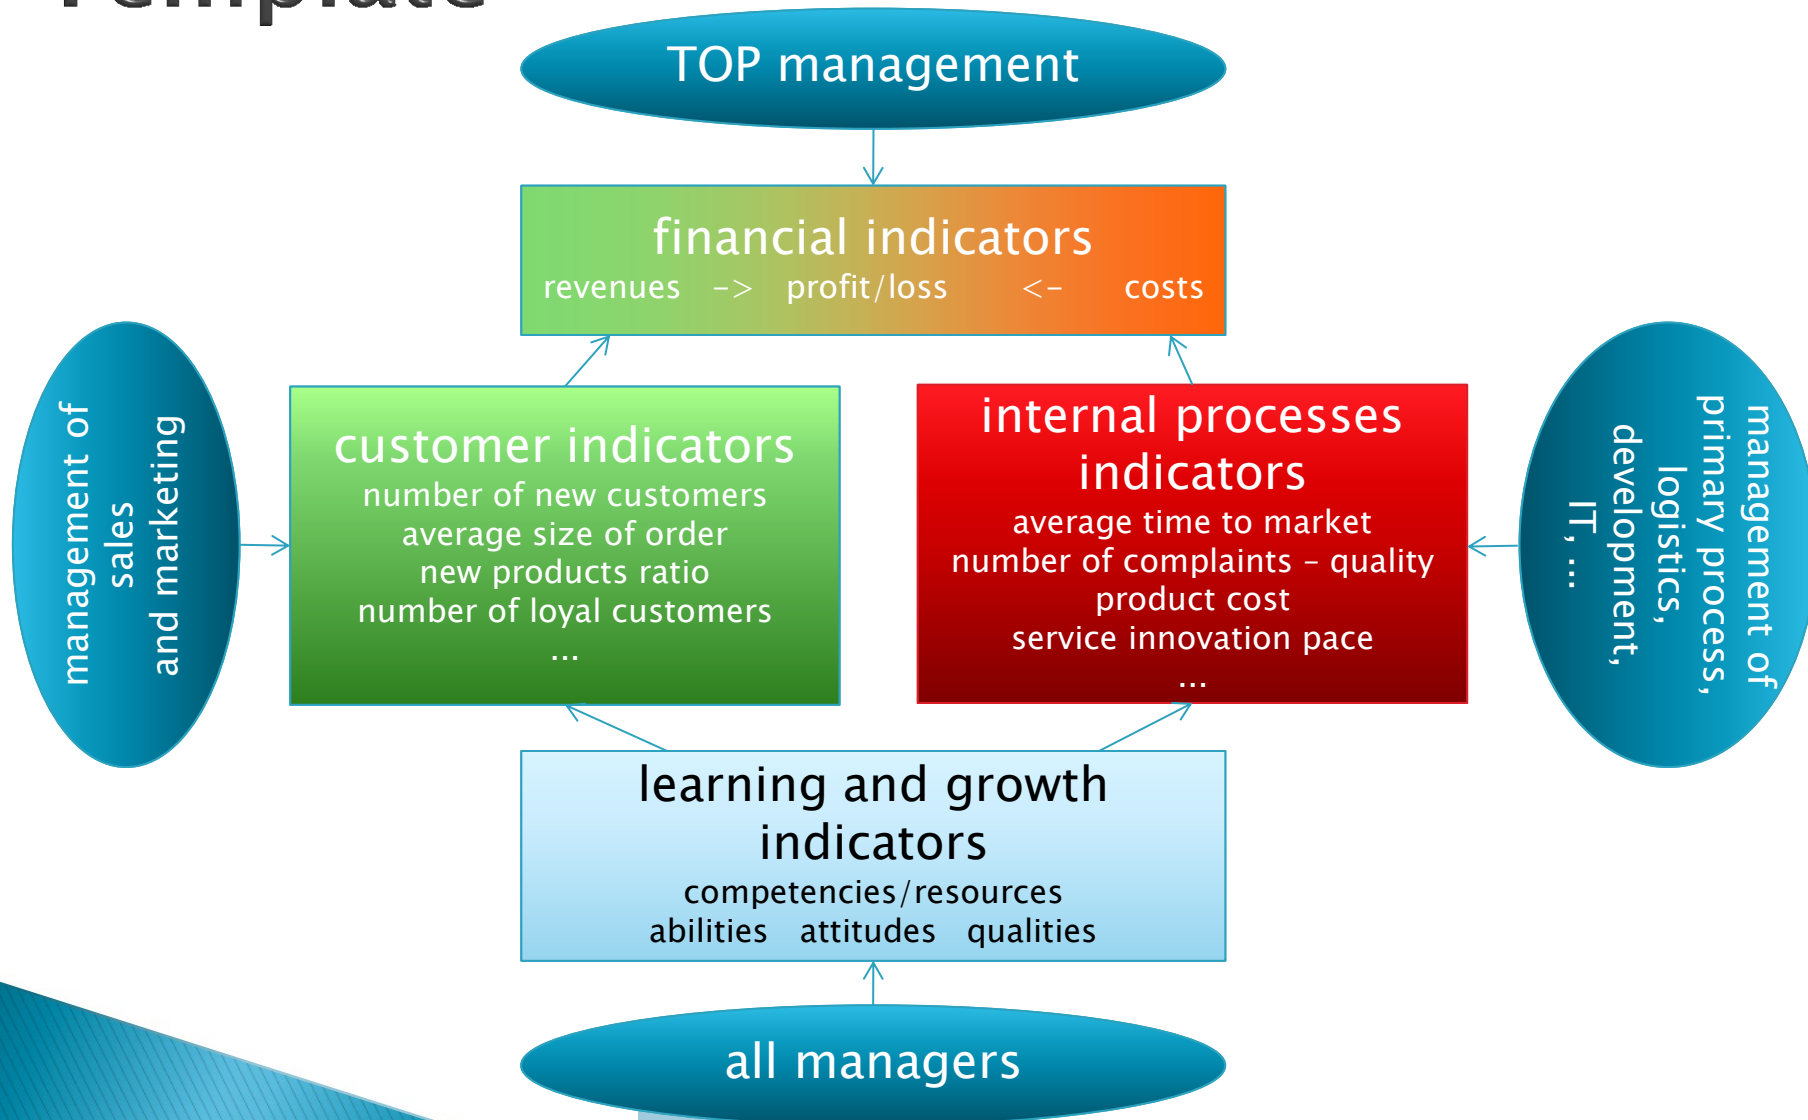 Template
TOP management
financial indicators
revenues -> profit/loss <- costs
management of
sales
and marketing
customer indicators
number of new customers
average size of order
new products ratio
number of loyal customers
...
internal processes
indicators
average time to market
number of complaints – quality
product cost
service innovation pace
...
management of
primary process,
logistics,
development,
IT, ...
learning and growth
indicators
competencies/resources
abilities attitudes qualities
all managers